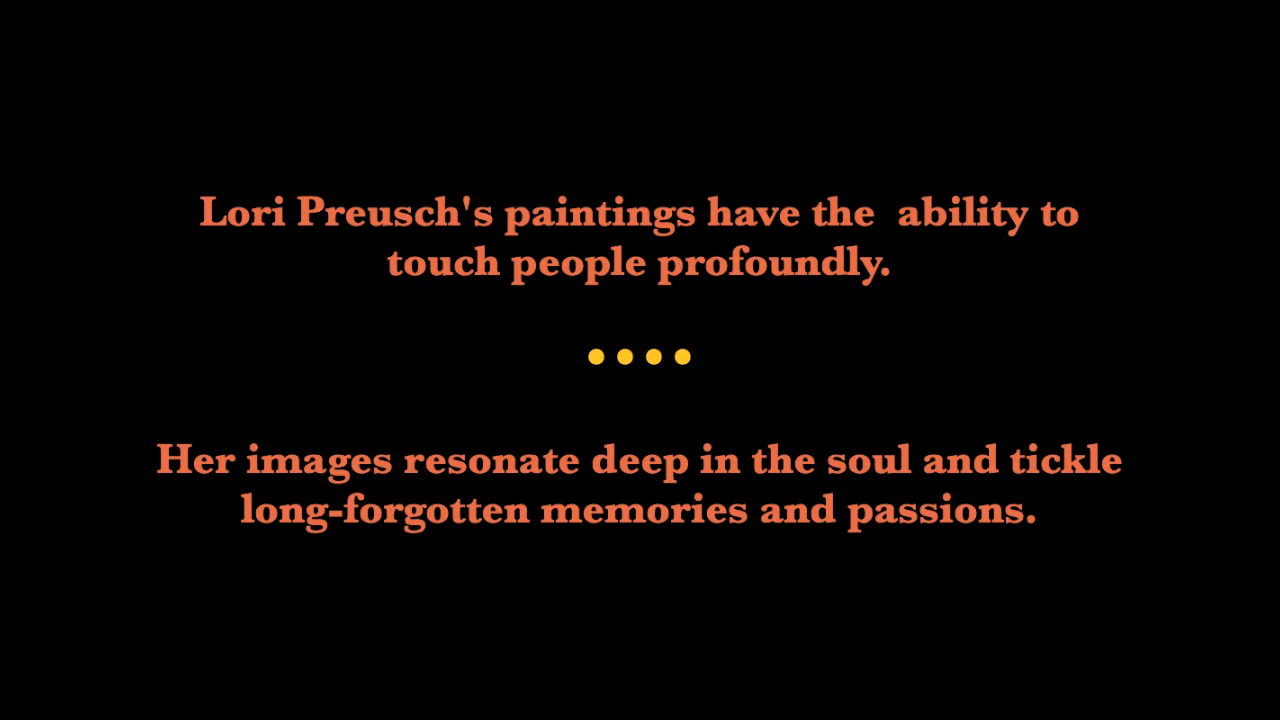 Lori Preusch's paintings have the  ability to
touch people profoundly.
• • • •
Her images resonate deep in the soul and tickle
long-forgotten memories and passions.